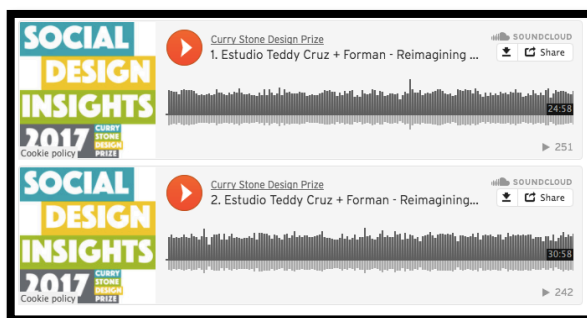 SOCIAL
DESIGN
INSIGHTS
2017 CURRY STONE DESIGN PRIZE
Cookie policy
Curry Stone Design Prize
1. Estudio Teddy Cruz + Forman - Reimagining ...
SOUNDCLOUD
Share
24:58
251
SOCIAL
DESIGN
INSIGHTS
2017 CURRY STONE DESIGN PRIZE
Cookie policy
Curry Stone Design Prize
2. Estudio Teddy Cruz + Forman - Reimagining...
SOUNDCLOUD
Share
30:58
242